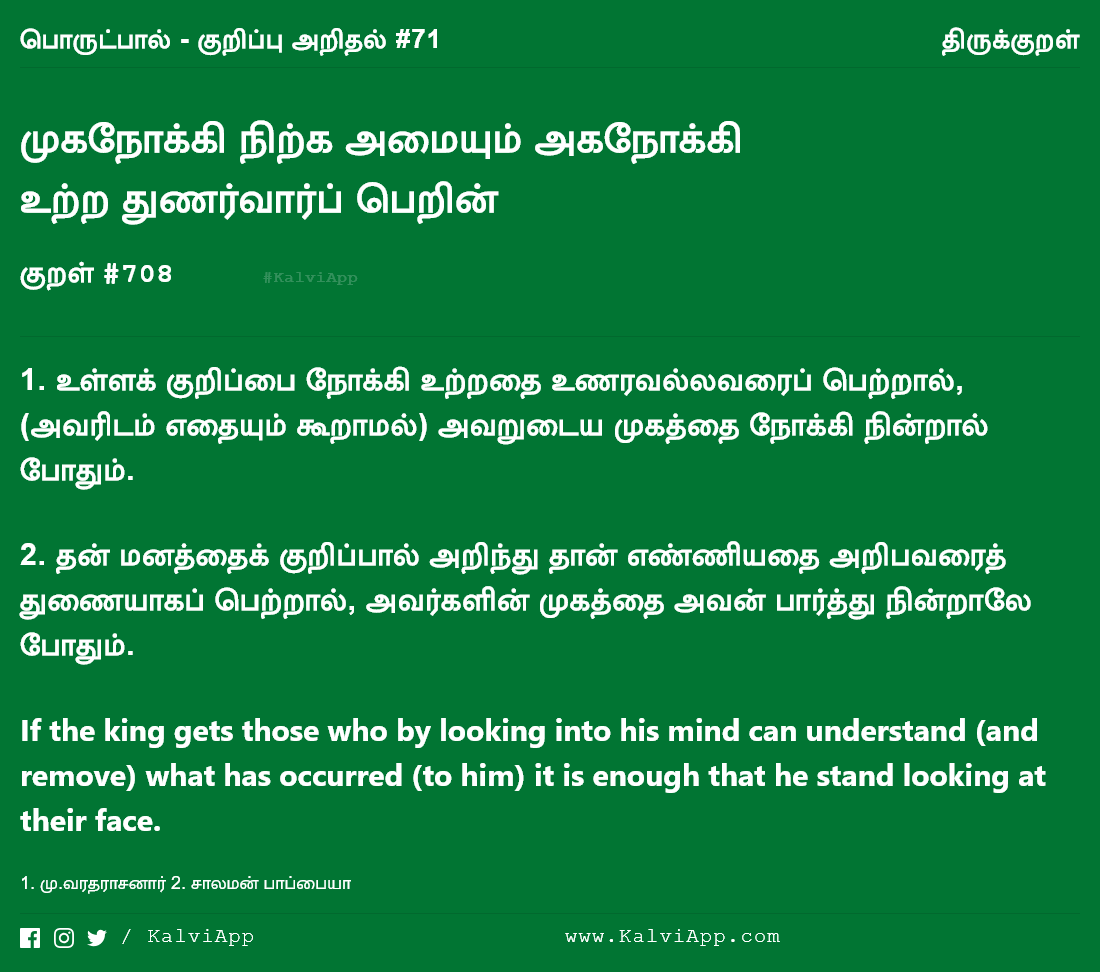 பொருட்பால் - குறிப்பு அறிதல் #71 திருக்குறள்
முகநோக்கி நிற்க அமையும் அகநோக்கி
உற்ற துணர்வார்ப் பெறின்
குறள் #708 #KalviApp
1. உள்ளக் குறிப்பை நோக்கி உற்றதை உணரவல்லவரைப் பெற்றால்,
(அவரிடம் எதையும் கூறாமல்) அவறுடைய முகத்தை நோக்கி நின்றால்
போதும்.
2. தன் மனத்தைக் குறிப்பால் அறிந்து தான் எண்ணியதை அறிபவரைத்
துணையாகப் பெற்றால், அவர்களின் முகத்தை அவன் பார்த்து நின்றாலே
போதும்.
If the king gets those who by looking into his mind can understand (and
remove) what has occurred (to him) it is enough that he stand looking at
their face.
1. மு.வரதராசனார் 2. சாலமன் பாப்பையா
/ KalviApp www.KalviApp.com